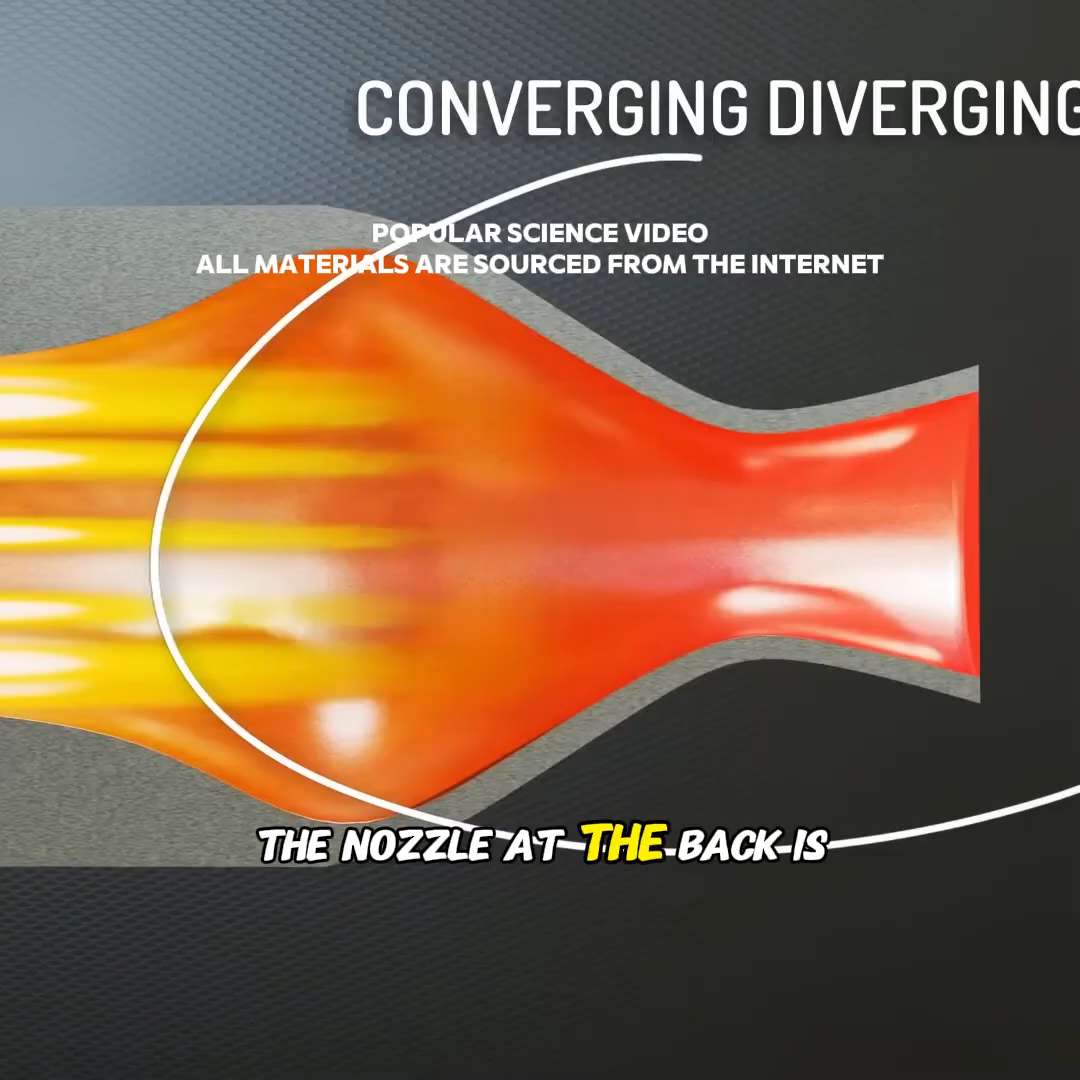 CONVERGING DIVERGING
POPULAR SCIENCE VIDEO
ALL MATERIALS ARE SOURCED FROM THE INTERNET
THE NOZZLE AT THE BACK IS